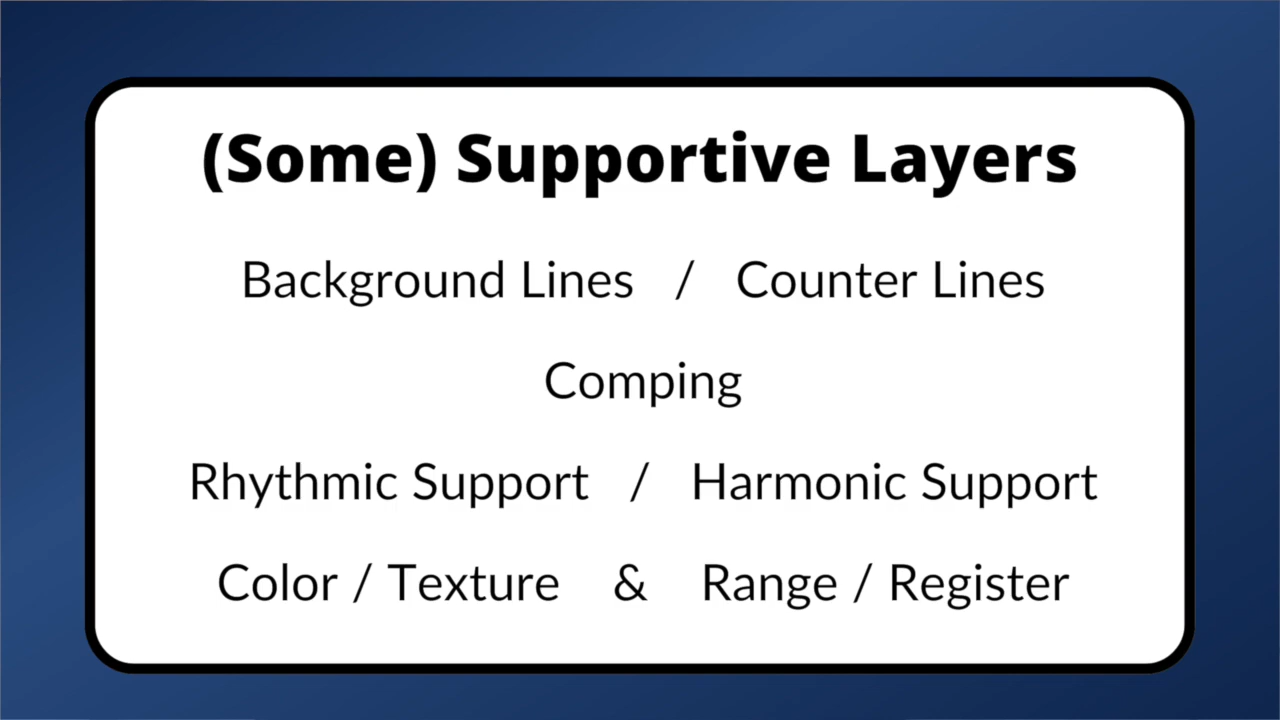 (Some) Supportive Layers
Background Lines / Counter Lines
Comping
Rhythmic Support / Harmonic Support
Color / Texture & Range / Register